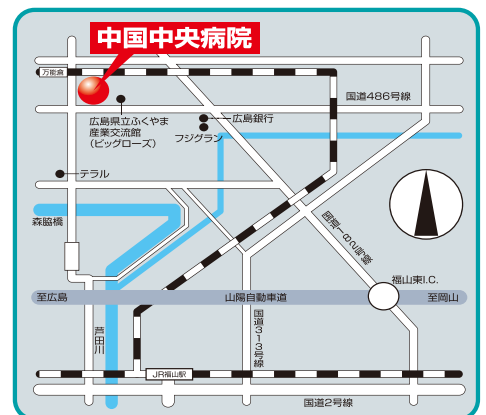 中国中央病院
万能倉
国道486号線
広島県立ふくやま
産業交流館
（ビッグローズ）
広島銀行
フジグラン
テラル
森脇橋
国道182号線
福山東I.C.
至広島
山陽自動車道
至岡山
芦田川
国道313号線
JR福山駅
国道2号線